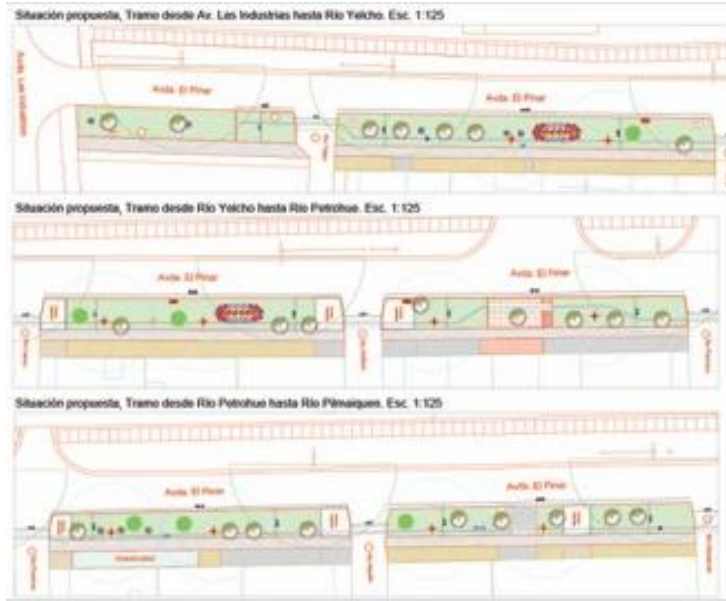 Situación propuesta, Tramo desde Av. Las Industrias hasta Río Yelcho. Esc. 1:125
Avda. Las Industrias
Avda. El Pinar
Avda. El Pinar
Situación propuesta, Tramo desde Río Yelcho hasta Río Petrohue. Esc. 1:125
Avda. El Pinar
Avda. El Pinar
Situación propuesta, Tramo desde Río Petrohue hasta Río Pilmaiquen. Esc. 1:125
Avda. El Pinar
Avda. El Pinar